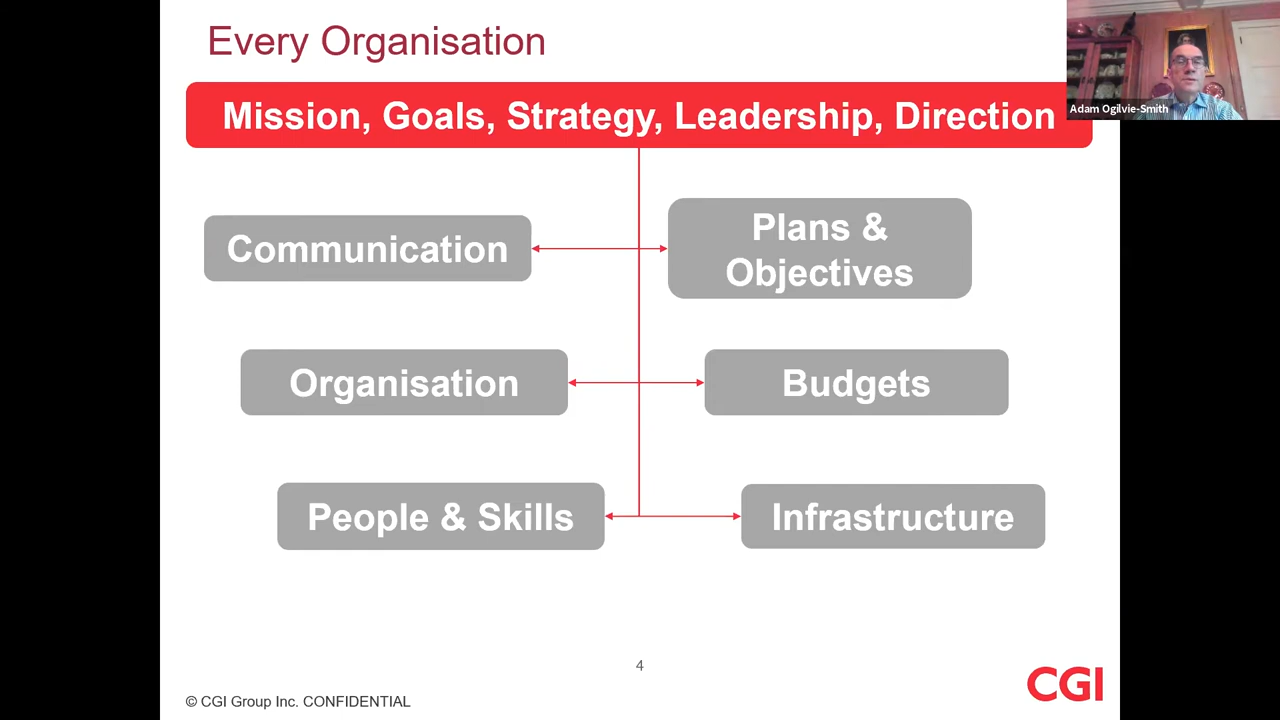 Every Organisation
Adam Ogilvie-Smith
Mission, Goals, Strategy, Leadership, Direction
Communication
Plans &
Objectives
Organisation
Budgets
People & Skills
Infrastructure
4
© CGI Group Inc. CONFIDENTIAL
CGI